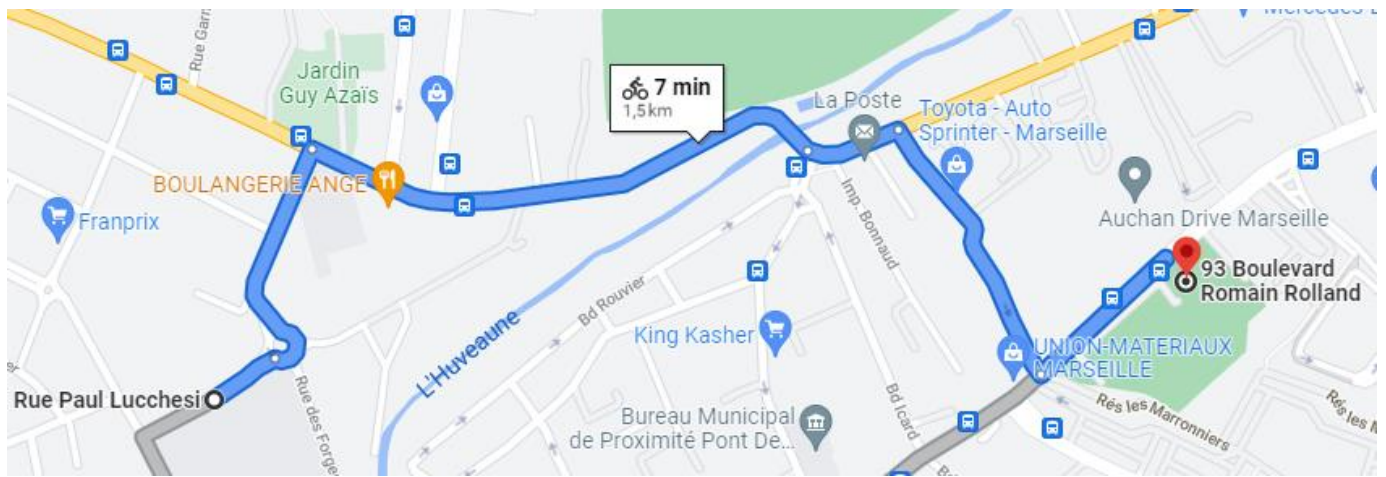 Mercedes B
Rue Garn
Jardin
Guy Azaïs
7 min
1,5 km
La Poste
Toyota - Auto
Sprinter - Marseille
BOULANGERIE ANGE
Franprix
Imp. Bonnaud
Auchan Drive Marseille
93 Boulevard
Romain Rolland
Bd Rouvier
L'Huveaune
King Kasher
UNION-MATERIAUX
MARSEILLE
Rue Paul Lucchesi
Rue des Forges
Bureau Municipal
de Proximité Pont De...
Bd Icard
Rés les Marronniers
Rés les M